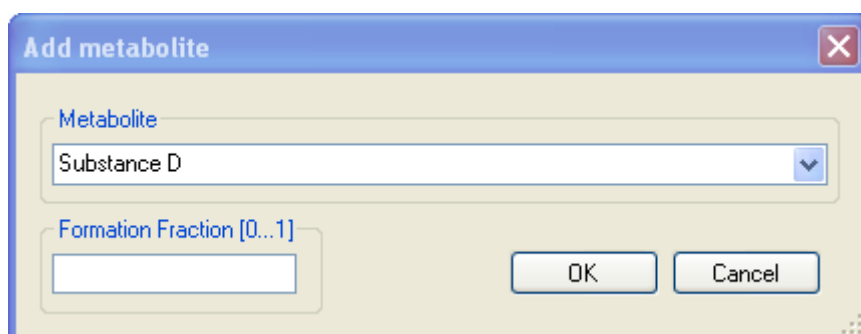 Add metabolite
Metabolite
Substance D
Formation Fraction [0...1]
OK
Cancel